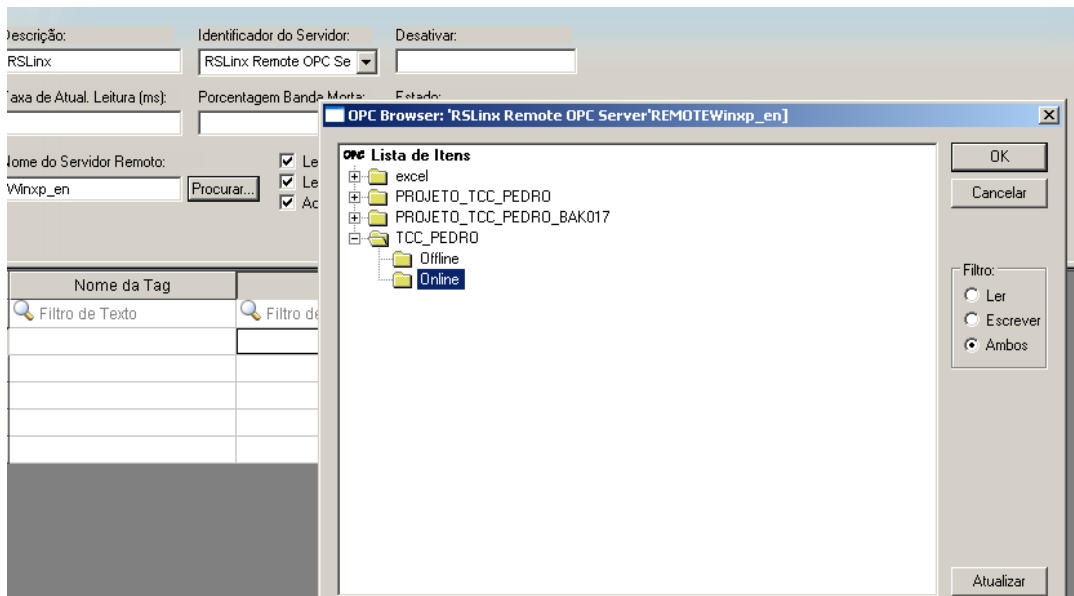 Descrição:
Identificador do Servidor:
Desativar:
RSLinx
RSLinx Remote OPC Se
Taxa de Atual. Leitura (ms):
Porcentagem Banda Morta:
Estado:
Nome do Servidor Remoto:
Winxp_en
Procurar...
Le
Le
Ac
Nome da Tag
Filtro de Texto
Filtro de
OPC Browser: 'RSLinx Remote OPC Server'REMOTEWinxp_en]
OPC Lista de Itens
excel
PROJETO_TCC_PEDRO
PROJETO_TCC_PEDRO_BAK017
TCC_PEDRO
Offline
Online
OK
Cancelar
Filtro:
Ler
Escrever
Ambos
Atualizar